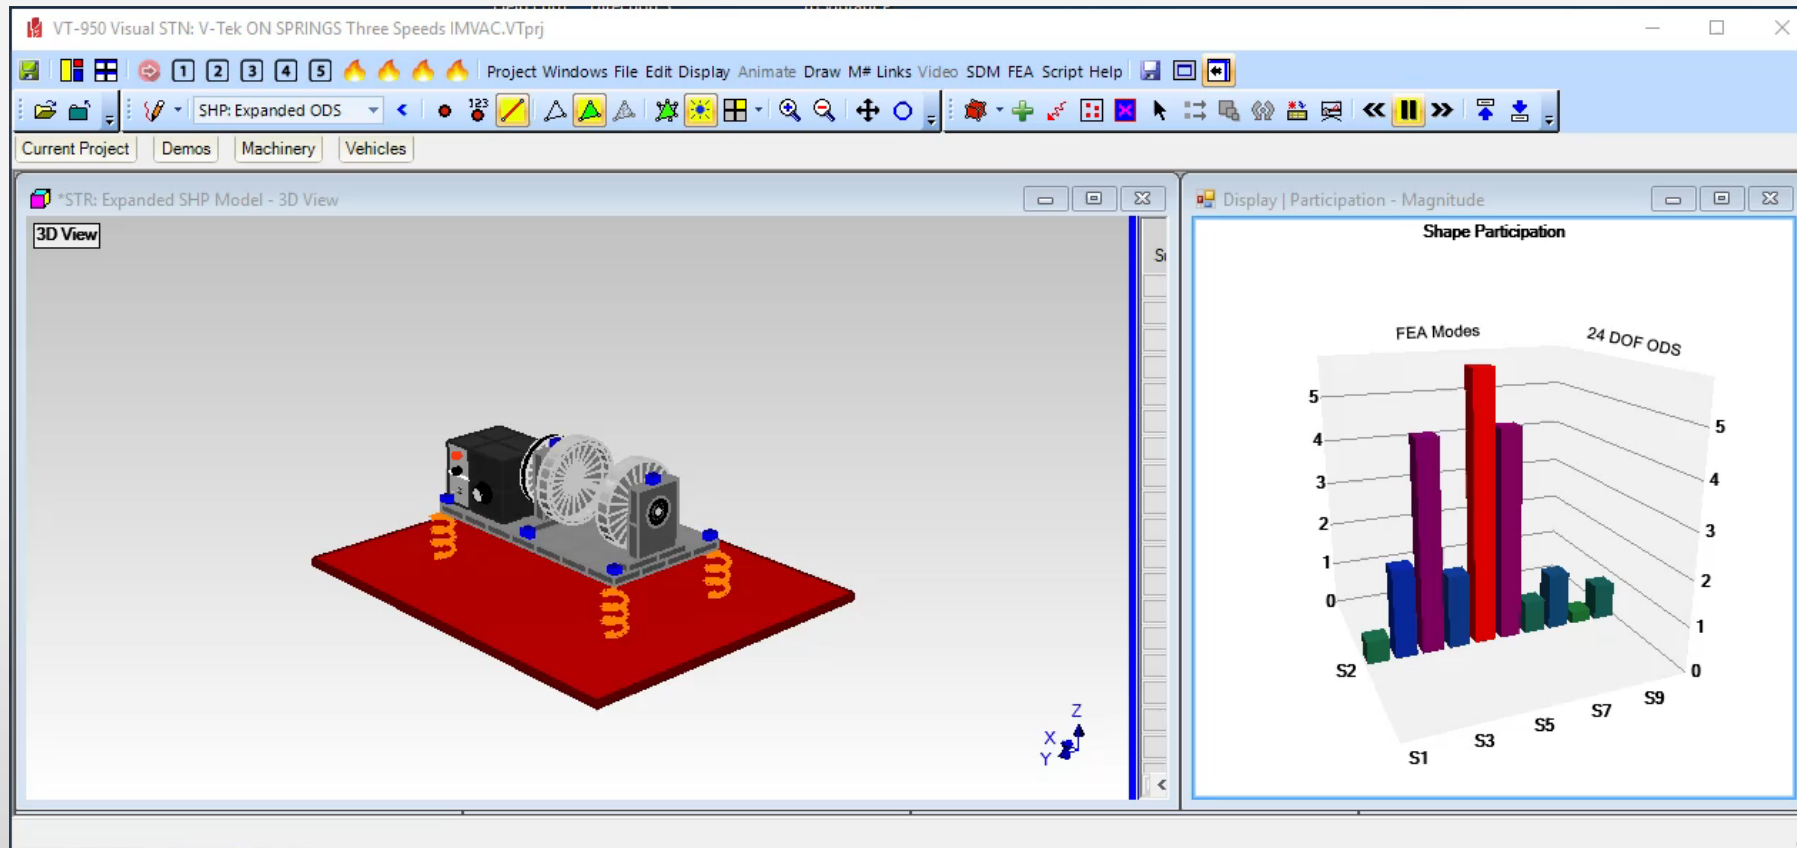 VT-950 Visual STN: V-Tek ON SPRINGS Three Speeds IMVAC.VTprj
1 2 3 4 5 Project Windows File Edit Display Animate Draw M# Links Video SDM FEA Script Help
SHP: Expanded ODS 123
Current Project Demos Machinery Vehicles
*STR: Expanded SHP Model - 3D View
Display | Participation - Magnitude
3D View
Shape Participation
FEA Modes
24 DOF ODS
5
4
3
2
1
0
5
4
3
2
1
0
S2
S1
S3
S5
S7
S9
Z
X
Y